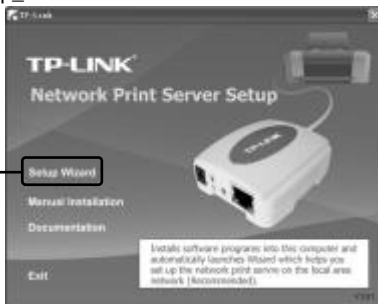 TP-Link
TP-LINK
Network Print Server Setup
Setup Wizard
Manual Installation
Documentation
Exit
Installs software programs into this computer and
automatically launches Wizard which helps you
set up the network print server on the local area
network (Recommended).